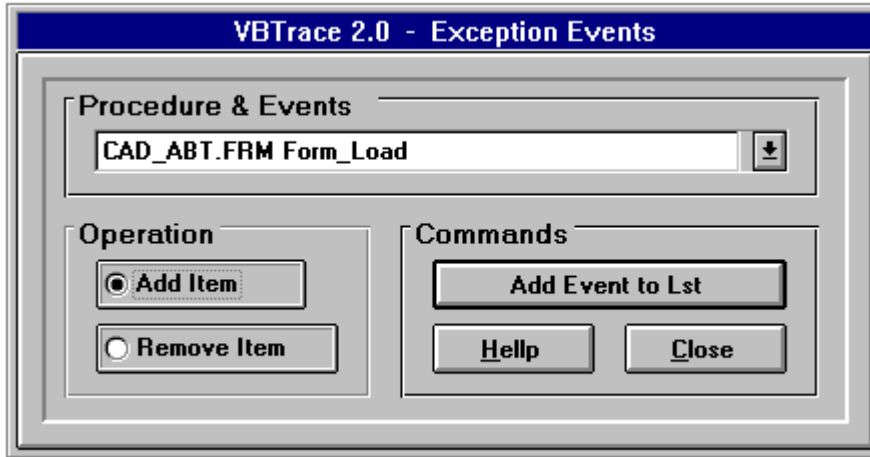 VBTrace 2.0 - Exception Events
Procedure & Events
CAD_ABT.FRM Form_Load
Operation
Add Item
Remove Item
Commands
Add Event to Lst
Hellp
Close